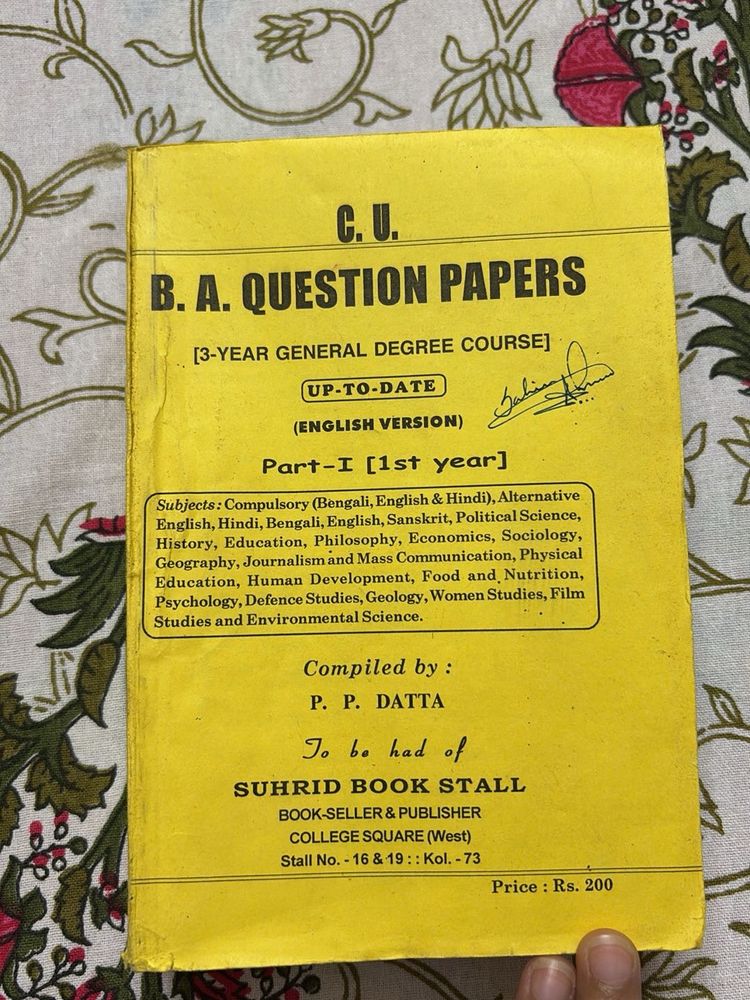 C. U.
B. A. QUESTION PAPERS
[3-YEAR GENERAL DEGREE COURSE]
UP-TO-DATE
(ENGLISH VERSION)
Part-I [1st year]
Subjects: Compulsory (Bengali, English & Hindi), Alternative
English, Hindi, Bengali, English, Sanskrit, Political Science,
History, Education, Philosophy, Economics, Sociology,
Geography, Journalism and Mass Communication, Physical
Education, Human Development, Food and Nutrition,
Psychology, Defence Studies, Geology, Women Studies, Film
Studies and Environmental Science.
Compiled by :
P. P. DATTA
To be had of
SUHRID BOOK STALL
BOOK-SELLER & PUBLISHER
COLLEGE SQUARE (West)
Stall No. - 16 & 19 : : Kol. - 73
Price : Rs. 200